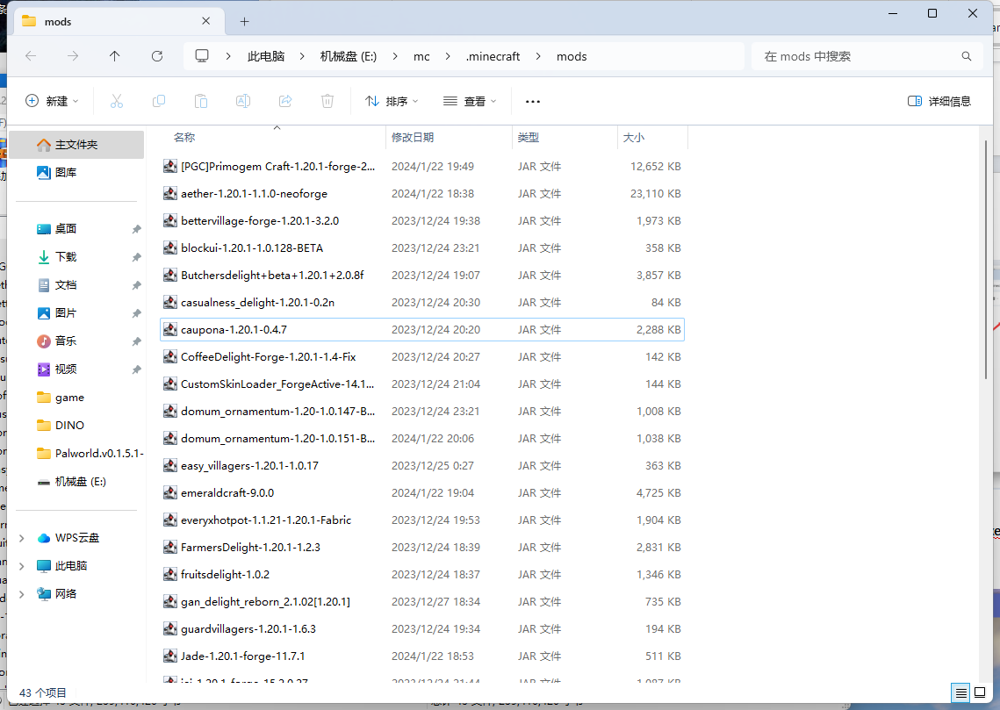 mods
此电脑 机械盘 (E:) mc .minecraft mods
在 mods 中搜索
新建 排序 查看 详细信息
主文件夹
图库
桌面
下载
文档
图片
音乐
视频
game
DINO
Palworld.v0.1.5.1-
机械盘 (E:)
WPS云盘
此电脑
网络
名称 修改日期 类型 大小
[PGC]Primogem Craft-1.20.1-forge-2... 2024/1/22 19:49 JAR 文件 12,652 KB
aether-1.20.1-1.1.0-neoforge 2024/1/22 18:38 JAR 文件 23,110 KB
bettervillage-forge-1.20.1-3.2.0 2023/12/24 19:38 JAR 文件 1,973 KB
blockui-1.20.1-1.0.128-BETA 2023/12/24 23:21 JAR 文件 358 KB
Butchersdelight+beta+1.20.1+2.0.8f 2023/12/24 19:07 JAR 文件 3,857 KB
casualness_delight-1.20.1-0.2n 2023/12/24 20:30 JAR 文件 84 KB
caupona-1.20.1-0.4.7 2023/12/24 20:20 JAR 文件 2,288 KB
CoffeeDelight-Forge-1.20.1-1.4-Fix 2023/12/24 20:27 JAR 文件 142 KB
CustomSkinLoader_ForgeActive-14.1... 2023/12/24 21:04 JAR 文件 144 KB
domum_ornamentum-1.20-1.0.147-B... 2023/12/24 23:21 JAR 文件 1,008 KB
domum_ornamentum-1.20-1.0.151-B... 2024/1/22 20:06 JAR 文件 1,038 KB
easy_villagers-1.20.1-1.0.17 2023/12/25 0:27 JAR 文件 363 KB
emeraldcraft-9.0.0 2024/1/22 19:04 JAR 文件 4,725 KB
everyxhotpot-1.1.21-1.20.1-Fabric 2023/12/24 19:53 JAR 文件 1,904 KB
FarmersDelight-1.20.1-1.2.3 2023/12/24 18:39 JAR 文件 2,831 KB
fruitsdelight-1.0.2 2023/12/24 18:37 JAR 文件 1,346 KB
gan_delight_reborn_2.1.02[1.20.1] 2023/12/27 18:34 JAR 文件 735 KB
guardvillagers-1.20.1-1.6.3 2023/12/24 19:34 JAR 文件 194 KB
Jade-1.20.1-forge-11.7.1 2024/1/22 18:53 JAR 文件 511 KB
43 个项目